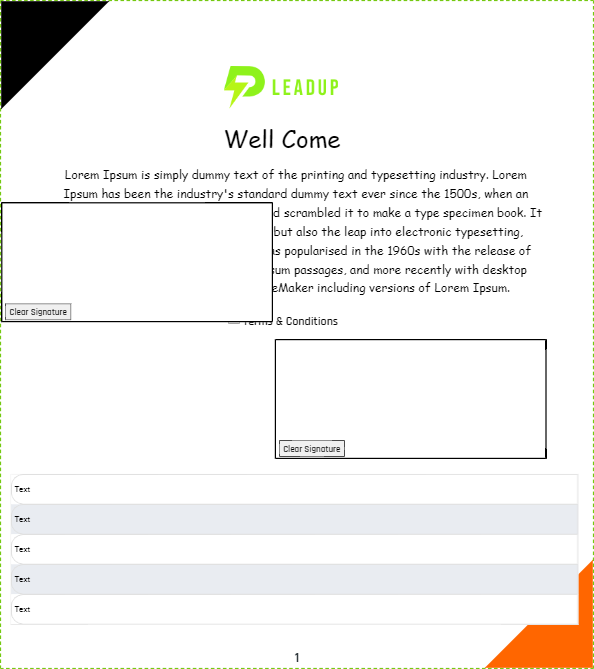 LEADUP
Well Come
Lorem Ipsum is simply dummy text of the printing and typesetting industry. Lorem
Ipsum has been the industry's standard dummy text ever since the 1500s, when an
scrambled it to make a type specimen book. It
but also the leap into electronic typesetting,
popularised in the 1960s with the release of
passages, and more recently with desktop
including versions of Lorem Ipsum.
Clear Signature
Terms & Conditions
Clear Signature
Text
Text
Text
Text
Text
1